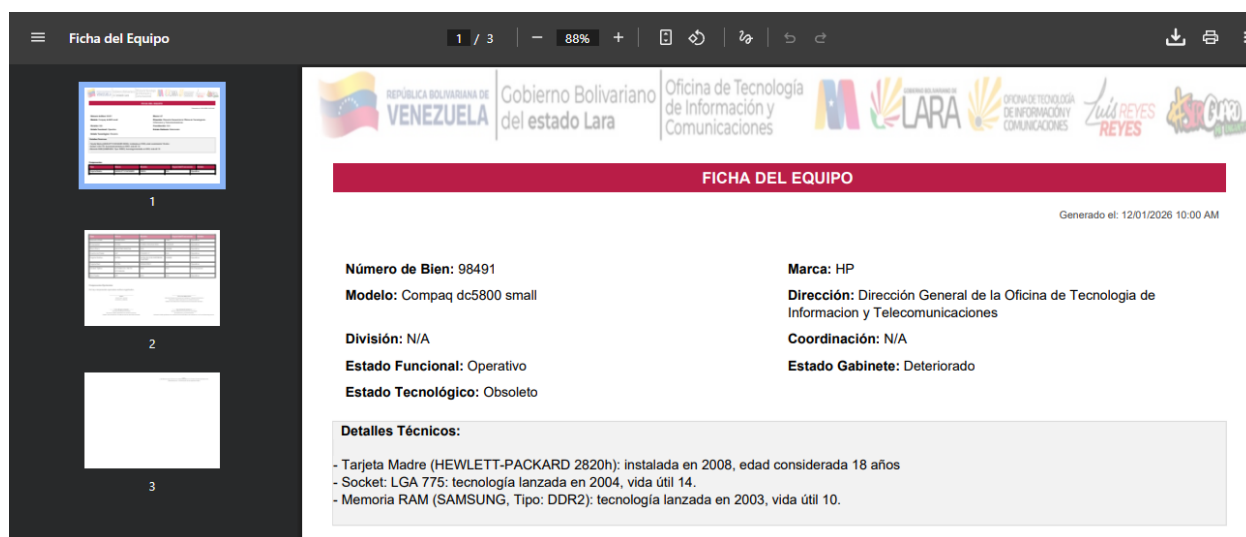 Ficha del Equipo
1 / 3
88%
REPÚBLICA BOLIVARIANA DE
VENEZUELA
Gobierno Bolivariano
del estado Lara
Oficina de Tecnología
de Información y
Comunicaciones
LARA
OFICINA DE TECNOLOGÍA
DE INFORMACIÓN Y
COMUNICACIONES
Luis REYES
REYES
FICHA DEL EQUIPO
Generado el: 12/01/2026 10:00 AM
Número de Bien: 98491
Marca: HP
Modelo: Compaq dc5800 small
Dirección: Dirección General de la Oficina de Tecnologia de
Informacion y Telecomunicaciones
División: N/A
Coordinación: N/A
Estado Funcional: Operativo
Estado Gabinete: Deteriorado
Estado Tecnológico: Obsoleto
Detalles Técnicos:
- Tarjeta Madre (HEWLETT-PACKARD 2820h): instalada en 2008, edad considerada 18 años
- Socket: LGA 775: tecnología lanzada en 2004, vida útil 14.
- Memoria RAM (SAMSUNG, Tipo: DDR2): tecnología lanzada en 2003, vida útil 10.
1
2
3